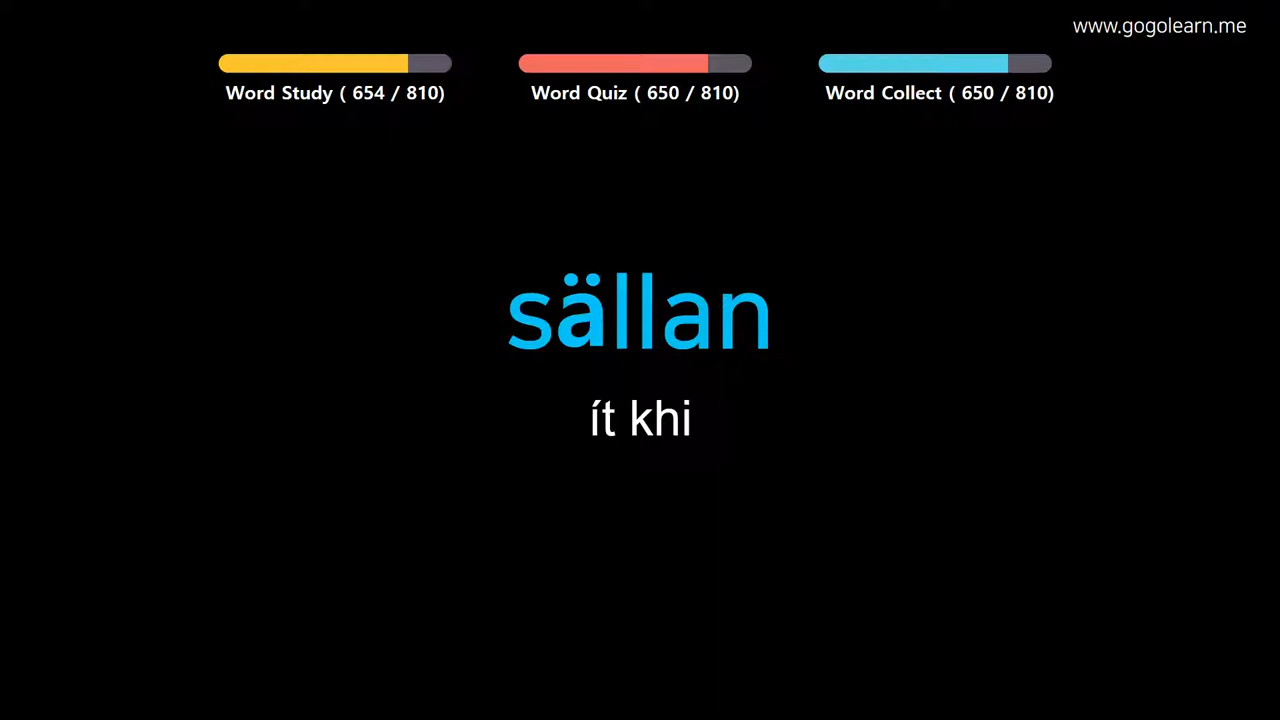 www.gogolearn.me
Word Study ( 654 / 810)
Word Quiz ( 650 / 810)
Word Collect ( 650 / 810)
sällan
ít khi